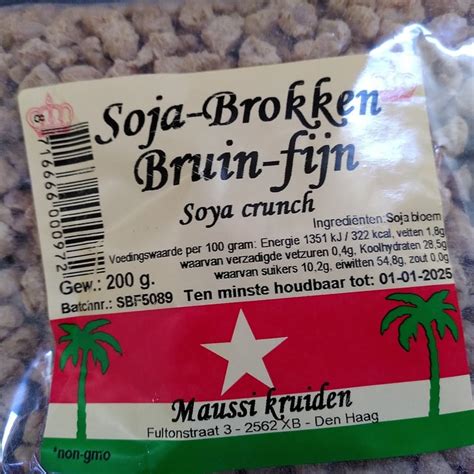 Soja-Brokken
Bruin-fijn
Soya crunch
Ingrediënten: Soja bloem
Voedingswaarde per 100 gram: Energie 1351 kJ / 322 kcal, vetten 1,8g
waarvan verzadigde vetzuren 0,4g, Koolhydraten 28,5g
waarvan suikers 10,2g, eiwitten 54,8g, zout 0,0g
8 716666 000972
Gew.: 200 g.
Batchnr.: SBF5089 Ten minste houdbaar tot: 01-01-2025
Maussi kruiden
Fultonstraat 3 - 2562 XB - Den Haag
*non-gmo